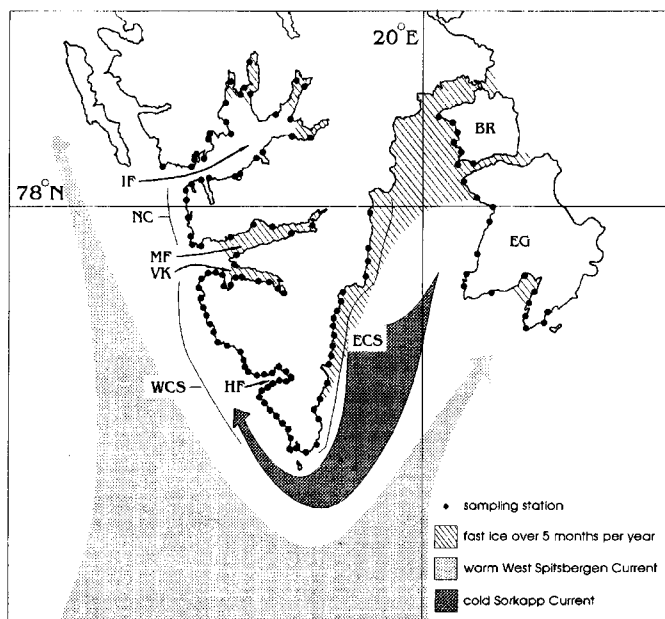 20°E
BR
IF
78°N
NC
EG
MF
VK
ECS
WCS
HF
sampling station
fast ice over 5 months per year
warm West Spitsbergen Current
cold Sorkapp Current